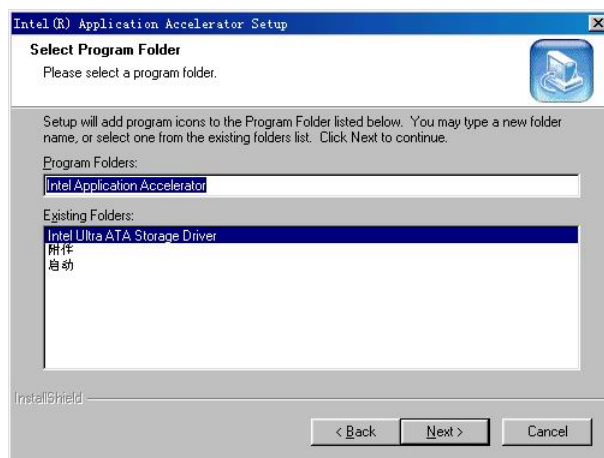 Intel(R) Application Accelerator Setup
Select Program Folder
Please select a program folder.
Setup will add program icons to the Program Folder listed below. You may type a new folder
name, or select one from the existing folders list. Click Next to continue.
Program Folders:
Intel Application Accelerator
Existing Folders:
Intel Ultra ATA Storage Driver
附件
启动
InstallShield
< Back
Next >
Cancel